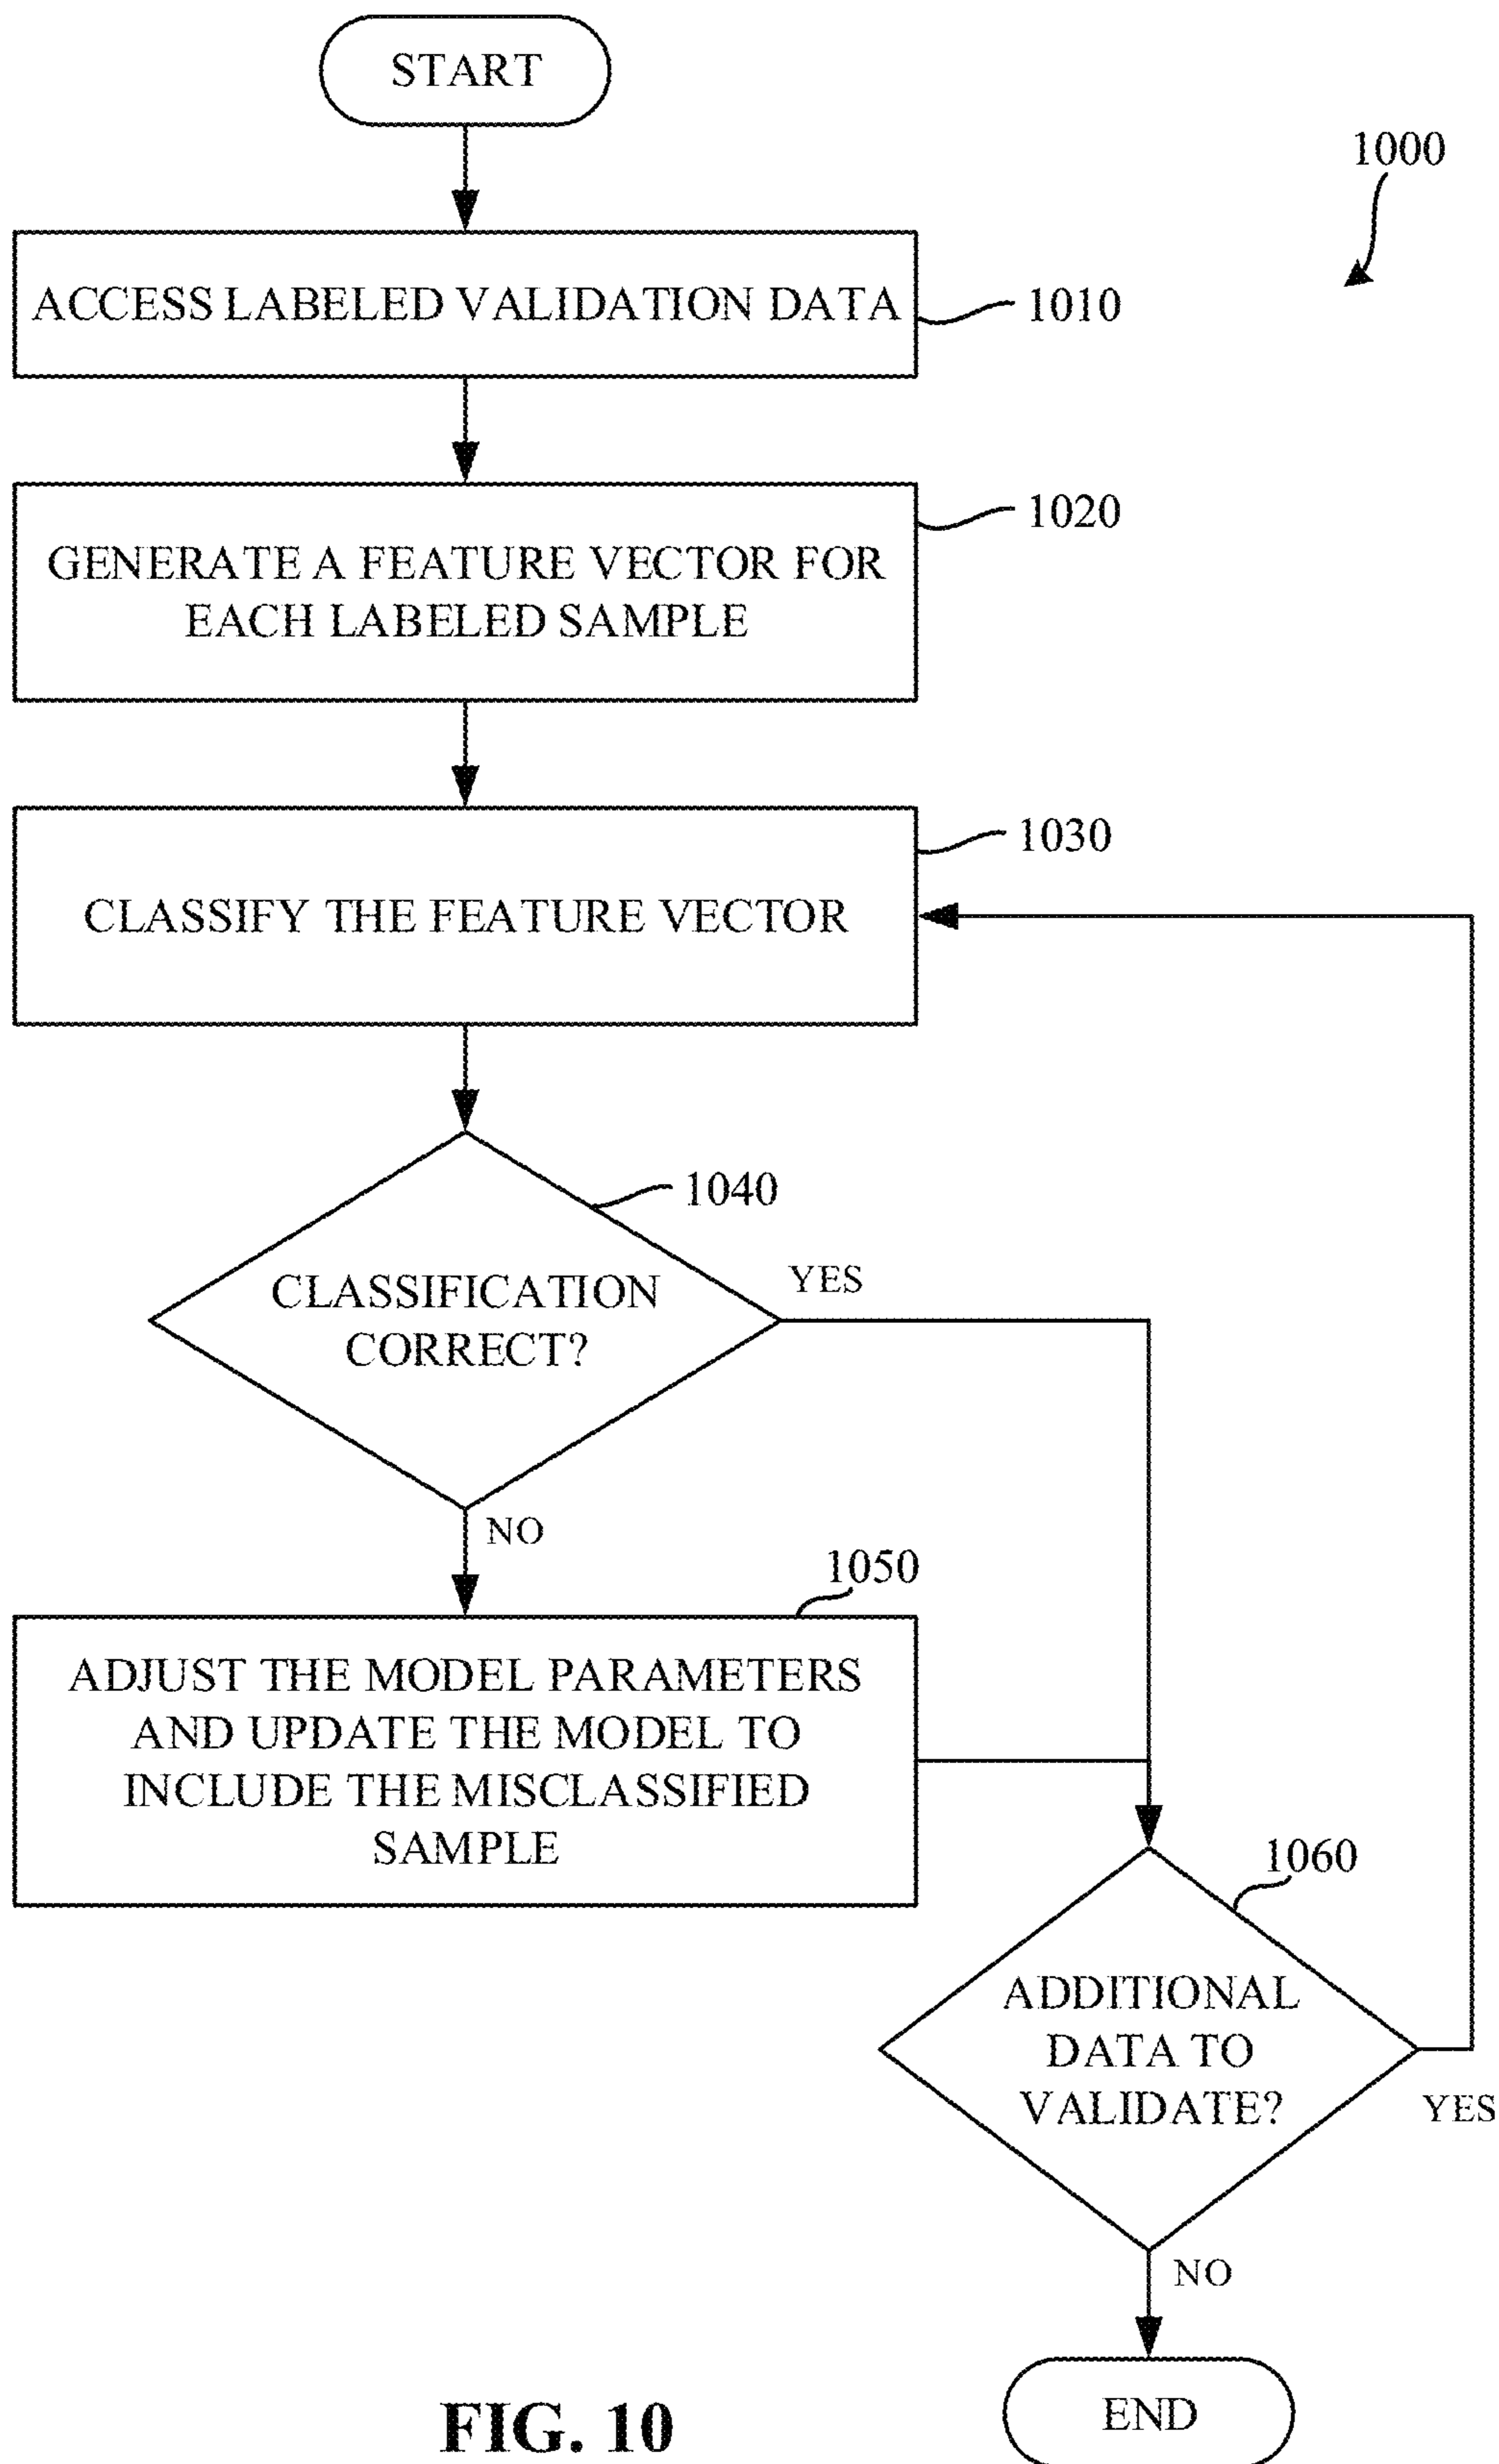 START
1000
ACCESS LABELED VALIDATION DATA
1010
1020
GENERATE A FEATURE VECTOR FOR
EACH LABELED SAMPLE
1030
CLASSIFY THE FEATURE VECTOR
1040
CLASSIFICATION
CORRECT?
YES
NO
1050
ADJUST THE MODEL PARAMETERS
AND UPDATE THE MODEL TO
INCLUDE THE MISCLASSIFIED
SAMPLE
1060
ADDITIONAL
DATA TO
VALIDATE?
YES
NO
END
FIG. 10